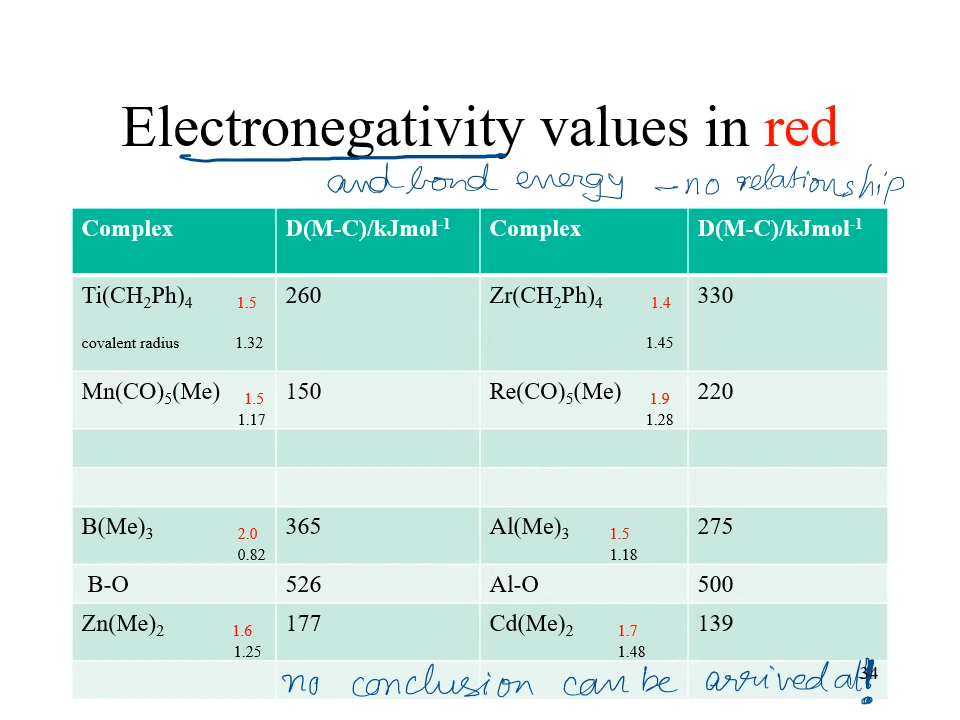 Electronegativity values in red
and bond energy – no relationship
Complex D(M-C)/kJmol-1 Complex D(M-C)/kJmol-1
Ti(CH2Ph)4 1.5 260 Zr(CH2Ph)4 1.4 330
covalent radius 1.32 1.45
Mn(CO)5(Me) 1.5 150 Re(CO)5(Me) 1.9 220
1.17 1.28
B(Me)3 2.0 365 Al(Me)3 1.5 275
0.82 1.18
B-O 526 Al-O 500
Zn(Me)2 1.6 177 Cd(Me)2 1.7 139
1.25 1.48
no conclusion can be arrived at!
34